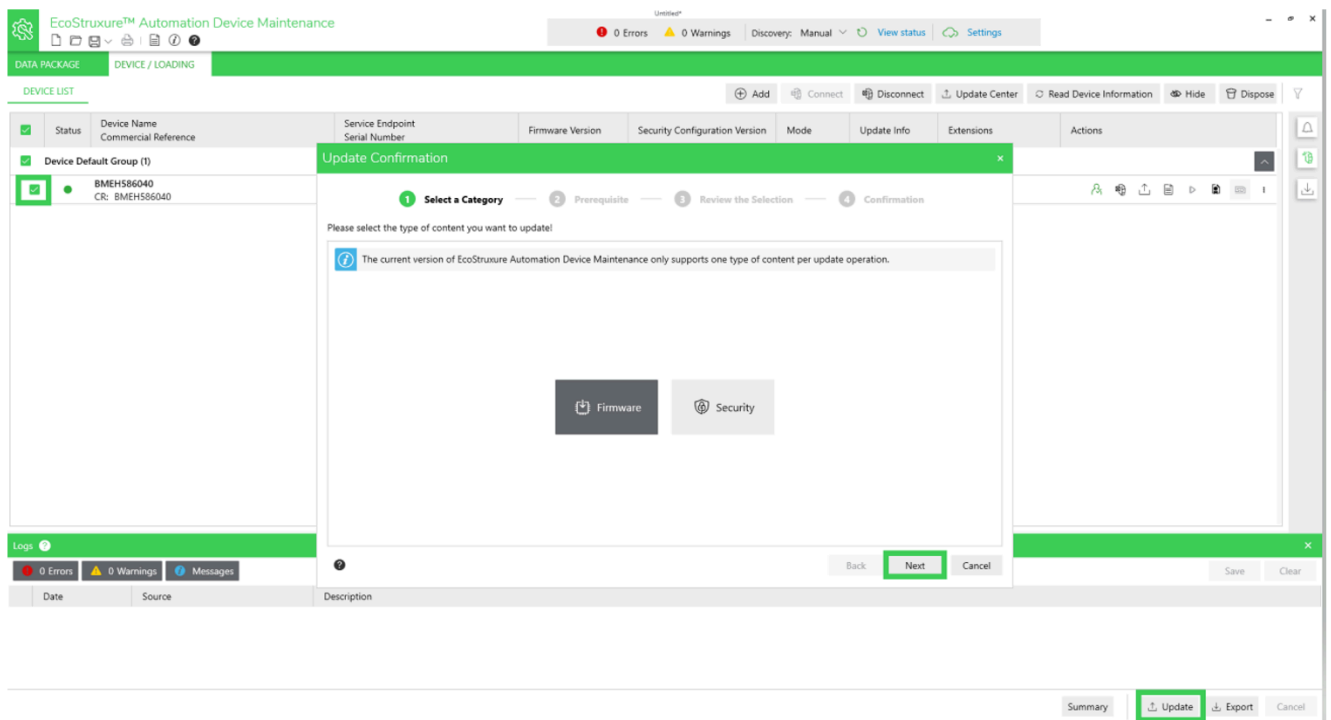 Untitled*
EcoStruxure™ Automation Device Maintenance
0 Errors 0 Warnings Discovery: Manual View status Settings
DATA PACKAGE DEVICE / LOADING
DEVICE LIST
Add Connect Disconnect Update Center Read Device Information Hide Dispose
Status Device Name Service Endpoint Firmware Version Security Configuration Version Mode Update Info Extensions Actions
Commercial Reference Serial Number
Device Default Group (1)
BMEH586040
CR: BMEH586040
Update Confirmation
1 Select a Category 2 Prerequisite 3 Review the Selection 4 Confirmation
Please select the type of content you want to update!
The current version of EcoStruxure Automation Device Maintenance only supports one type of content per update operation.
Firmware Security
Back Next Cancel
Logs
0 Errors 0 Warnings Messages Save Clear
Date Source Description
Summary Update Export Cancel